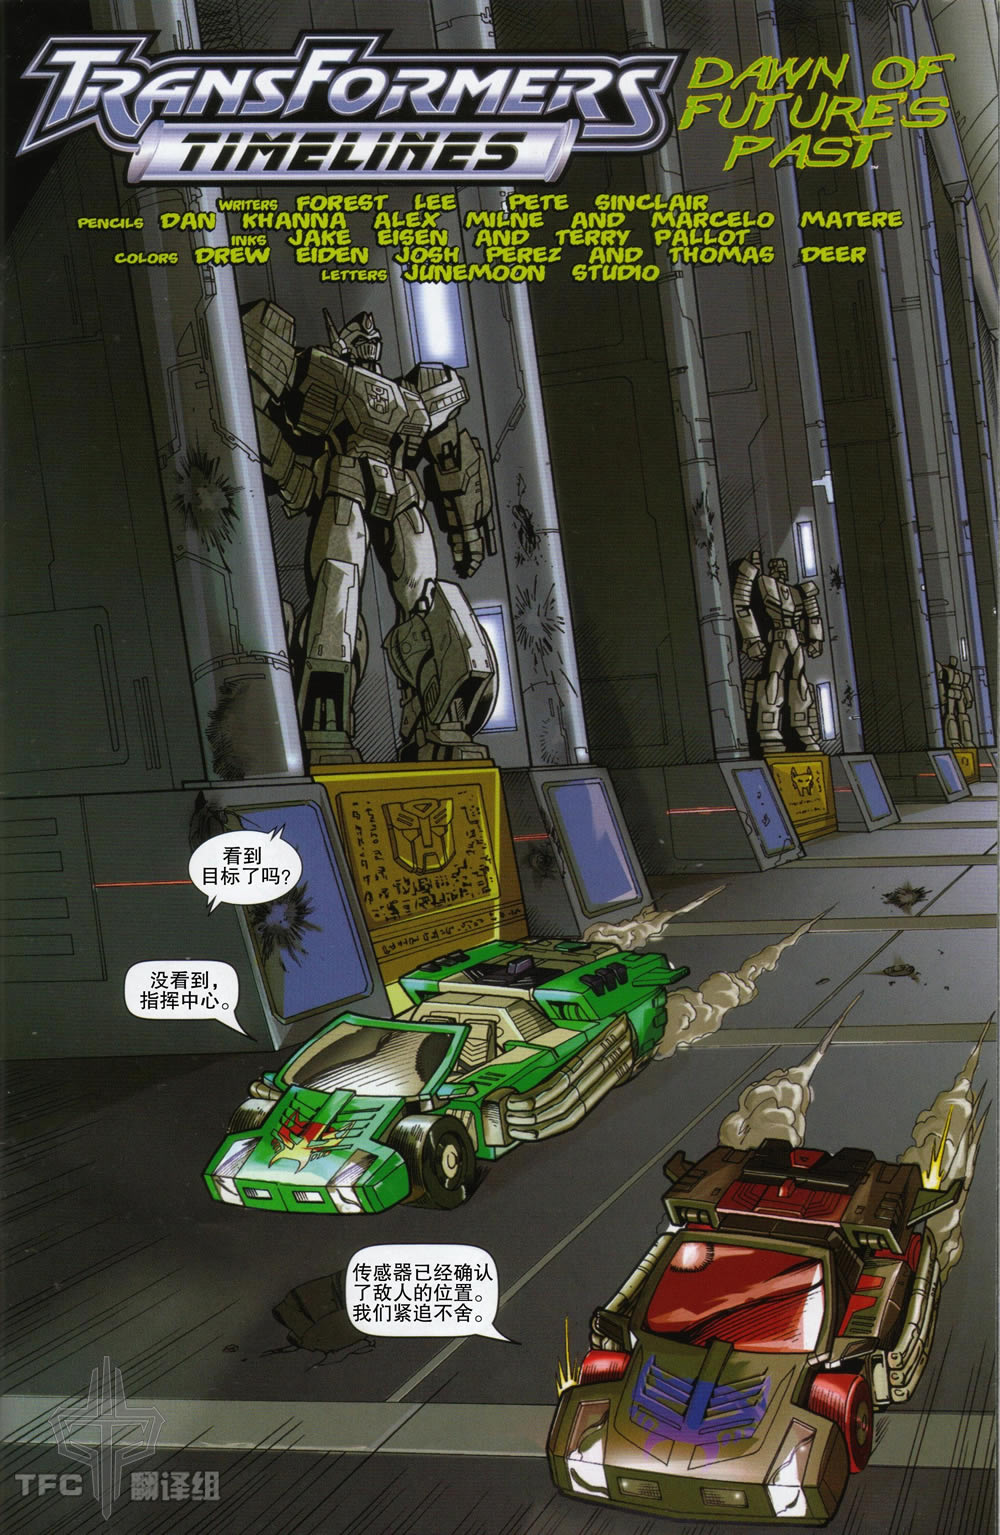 TRANSFORMERS
TIMELINES
DAWN OF
FUTURE'S
PAST™
WRITERS FOREST LEE PETE SINCLAIR
PENCILS DAN KHANNA ALEX MILNE AND MARCELO MATERE
INKS JAKE EISEN AND TERRY PALLOT
COLORS DREW EIDEN JOSH PEREZ AND THOMAS DEER
LETTERS JUNEMOON STUDIO
看到
目标了吗?
没看到，
指挥中心。
传感器已经确认
了敌人的位置。
我们紧追不舍。
TFC 翻译组